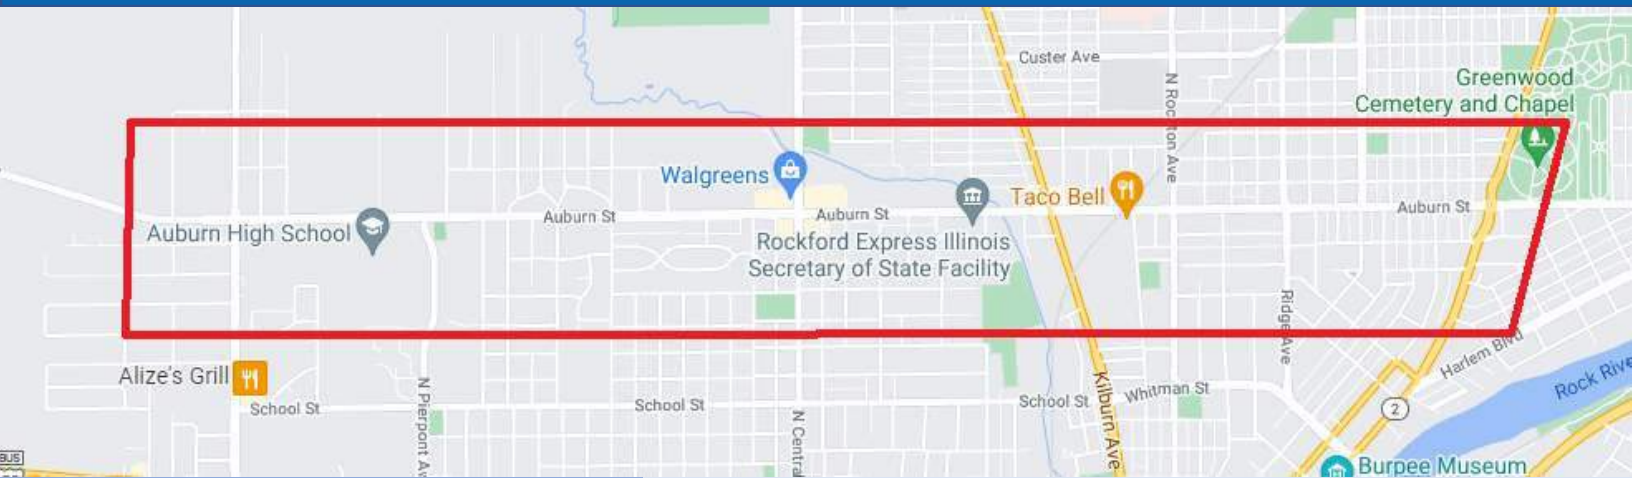 Custer Ave
N Rockton Ave
Greenwood
Cemetery and Chapel
Walgreens
Taco Bell
Auburn High School
Auburn St
Auburn St
Auburn St
Rockford Express Illinois
Secretary of State Facility
Ridge Ave
Harlem Blvd
Alize's Grill
N Pierpont Av
School St
School St
School St
N Central
Kilburn Ave
Whitman St
2
Rock Rive
BUS
Burpee Museum